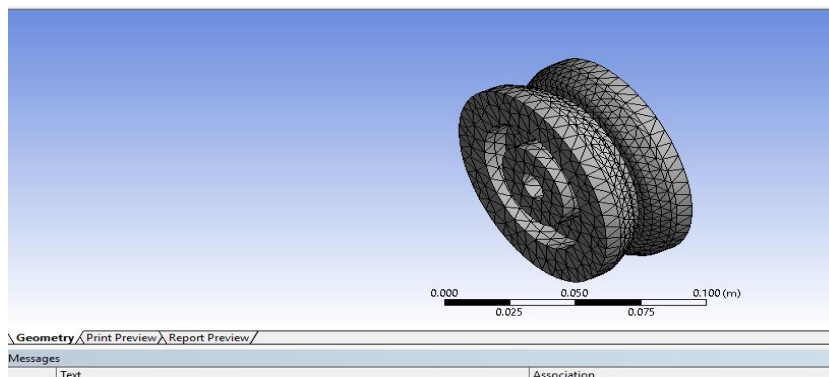 0.000 0.050 0.100 (m)
0.025 0.075
Geometry Print Preview Report Preview
Messages
Text Association